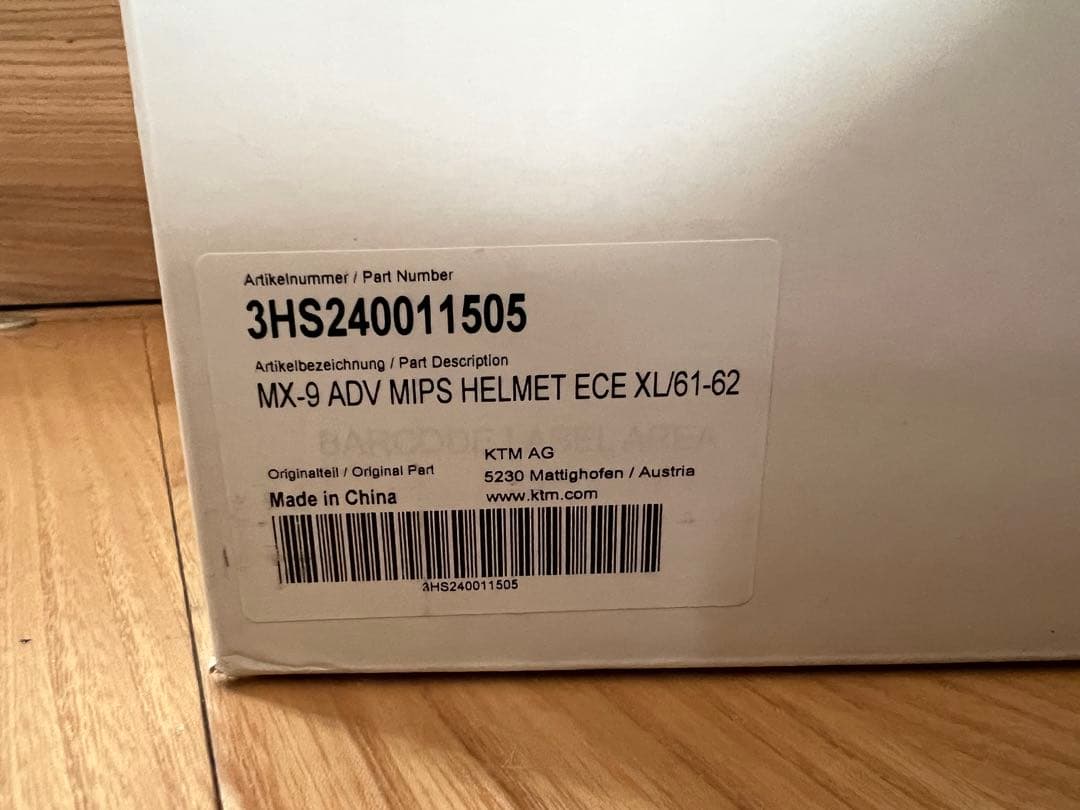 Artikelnummer / Part Number
3HS240011505
Artikelbezeichnung / Part Description
MX-9 ADV MIPS HELMET ECE XL/61-62
BARCODE LABEL AREA
KTM AG
Originalteil / Original Part
5230 Mattighofen / Austria
Made in China
www.ktm.com
3HS240011505